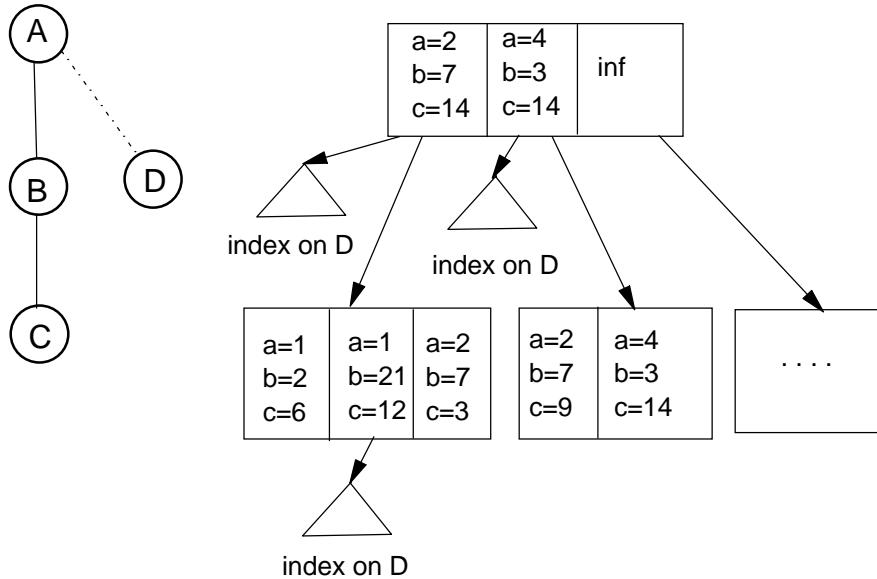 A
B
D
C
a=2
b=7
c=14
a=4
b=3
c=14
inf
index on D
index on D
a=1
b=2
c=6
a=1
b=21
c=12
a=2
b=7
c=3
a=2
b=7
c=9
a=4
b=3
c=14
. . . .
index on D